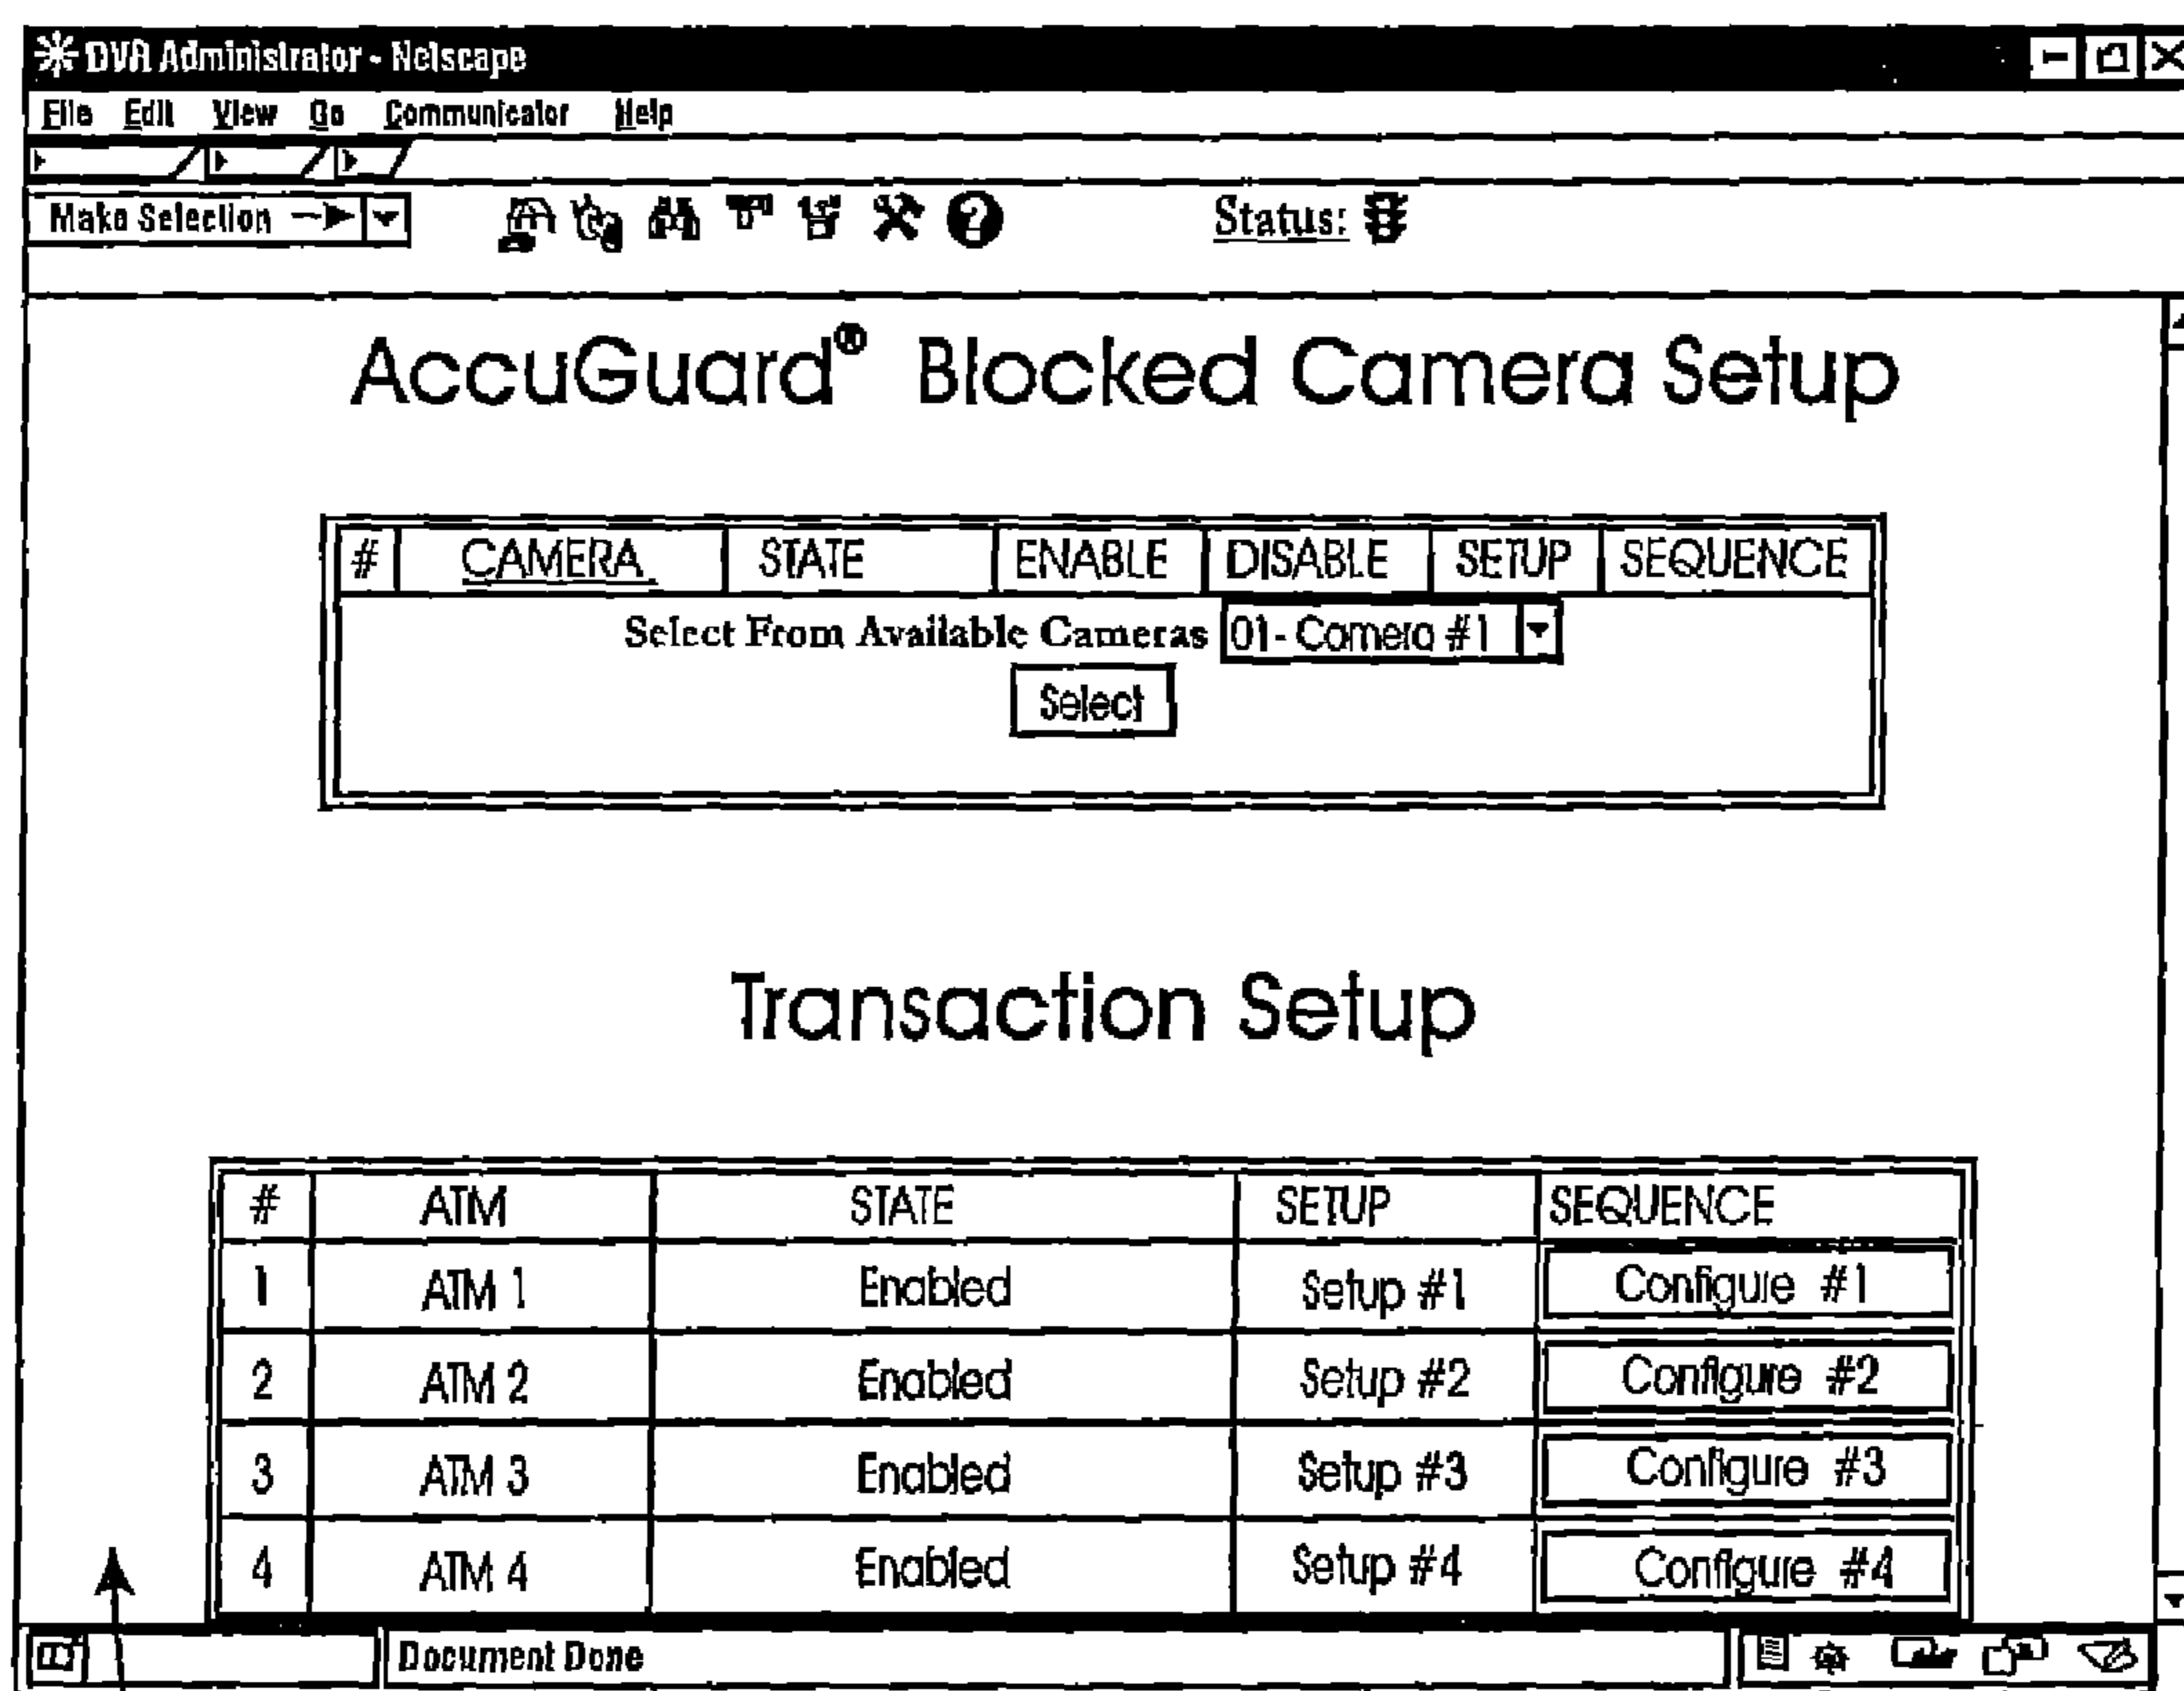 DVR Administrator - Netscape
File Edit View Go Communicator Help
Make Selection
Status:
AccuGuard® Blocked Camera Setup
# CAMERA STATE ENABLE DISABLE SETUP SEQUENCE
Select From Available Cameras 01- Camera #1
Select
Transaction Setup
# ATM STATE SETUP SEQUENCE
1 ATM 1 Enabled Setup #1 Configure #1
2 ATM 2 Enabled Setup #2 Configure #2
3 ATM 3 Enabled Setup #3 Configure #3
4 ATM 4 Enabled Setup #4 Configure #4
Document Done